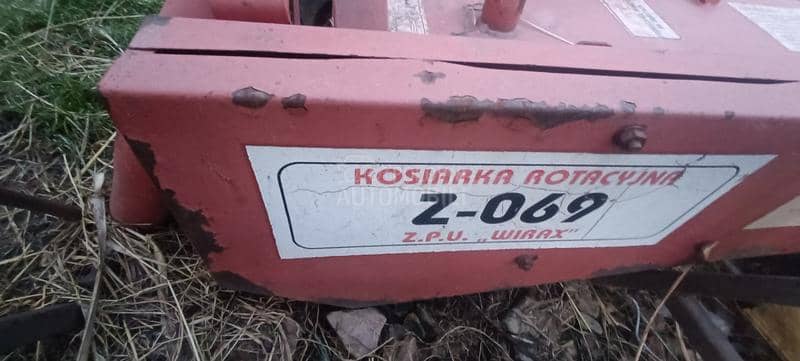 KOSIARKA ROTACYJNA
Z-069
Z.P.U. „WIRAX”